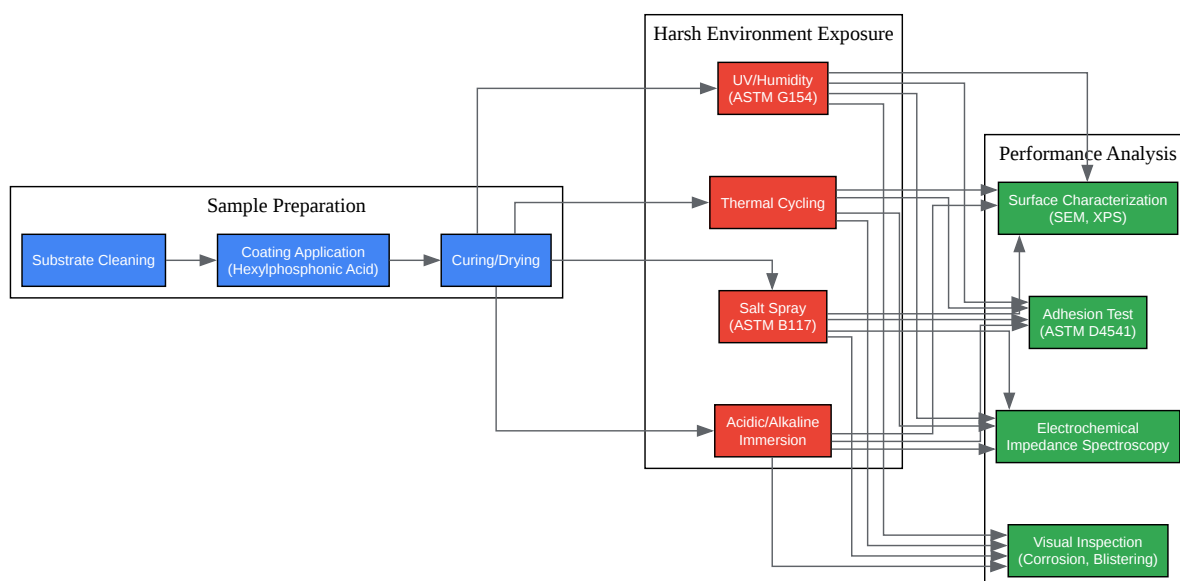 Sample Preparation
Substrate Cleaning
Coating Application
(Hexylphosphonic Acid)
Curing/Drying
Harsh Environment Exposure
UV/Humidity
(ASTM G154)
Thermal Cycling
Salt Spray
(ASTM B117)
Acidic/Alkaline
Immersion
Performance Analysis
Surface Characterization
(SEM, XPS)
Adhesion Test
(ASTM D4541)
Electrochemical
Impedance Spectroscopy
Visual Inspection
(Corrosion, Blistering)